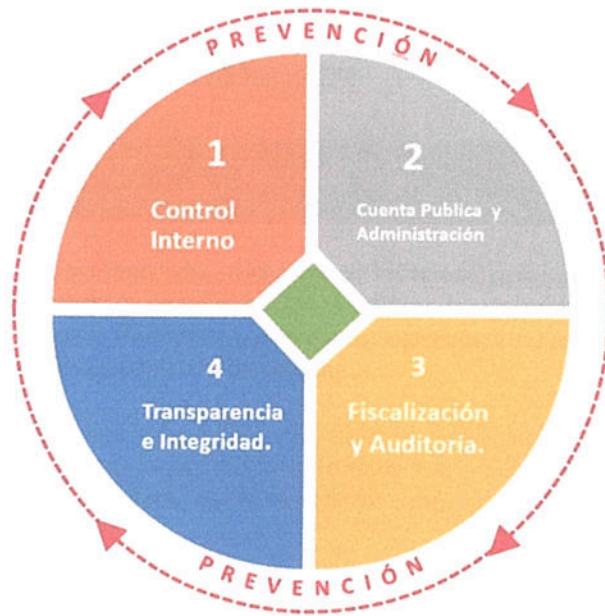 PREVENCIÓN
1
Control
Interno
2
Cuenta Publica y
Administración
3
Fiscalización
y Auditoría.
4
Transparencia
e Integridad.
PREVENCIÓN